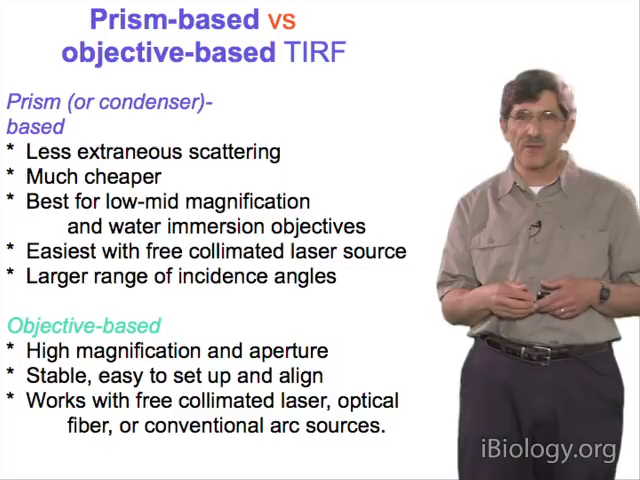 Prism-based vs
objective-based TIRF
Prism (or condenser)-
based
* Less extraneous scattering
* Much cheaper
* Best for low-mid magnification
and water immersion objectives
* Easiest with free collimated laser source
* Larger range of incidence angles
Objective-based
* High magnification and aperture
* Stable, easy to set up and align
* Works with free collimated laser, optical
fiber, or conventional arc sources.
iBiology.org